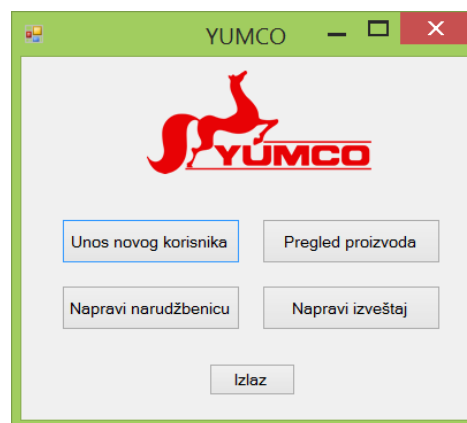 YUMCO
YUMCO
Unos novog korisnika
Pregled proizvoda
Napravi narudžbenicu
Napravi izveštaj
Izlaz